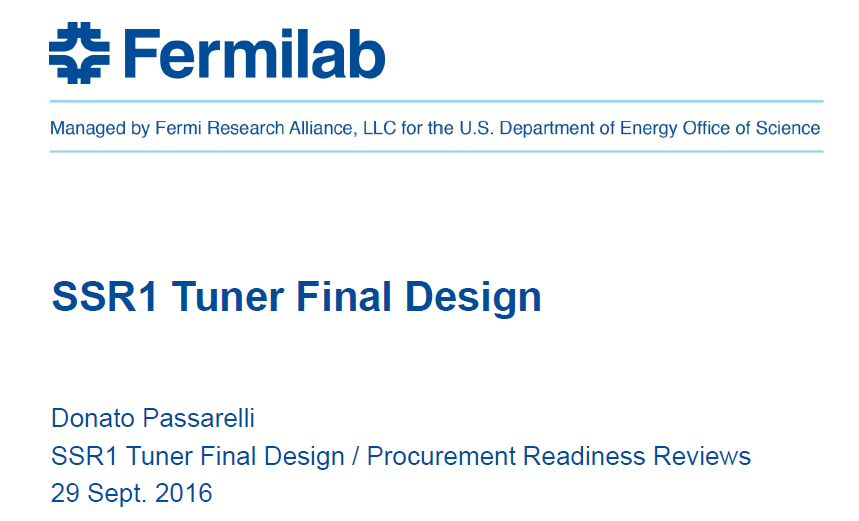 Fermilab
Managed by Fermi Research Alliance, LLC for the U.S. Department of Energy Office of Science
SSR1 Tuner Final Design
Donato Passarelli
SSR1 Tuner Final Design / Procurement Readiness Reviews
29 Sept. 2016